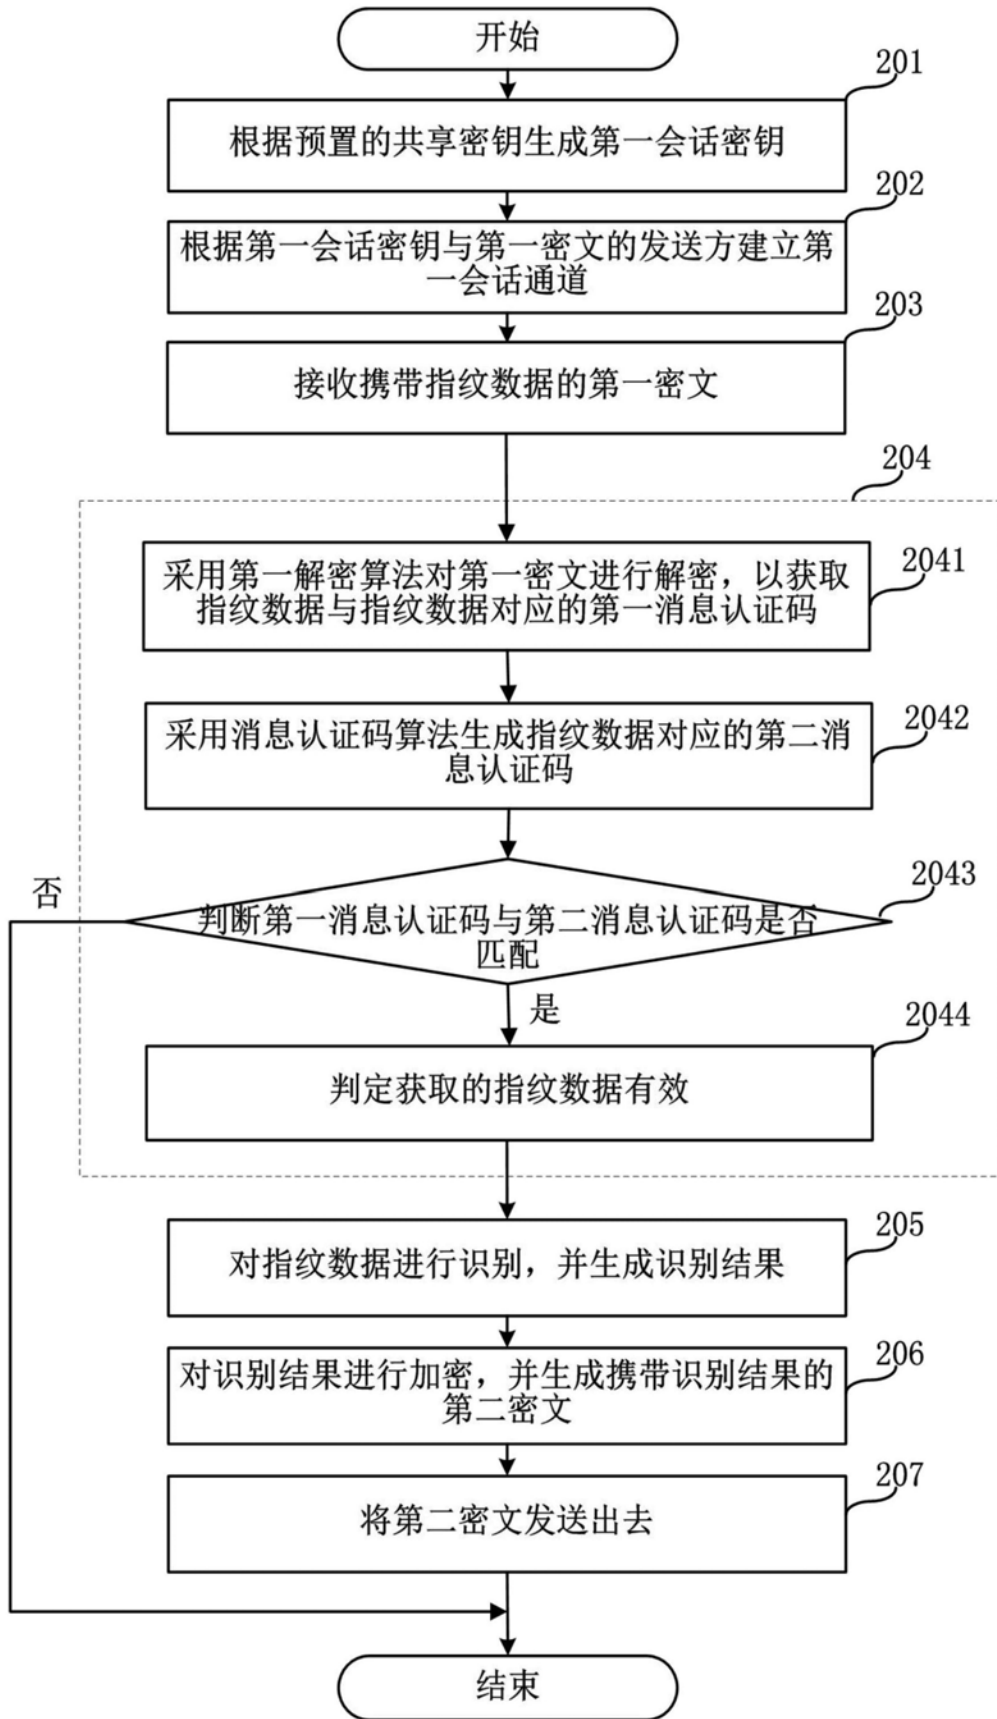 开始
201
根据预置的共享密钥生成第一会话密钥
202
根据第一会话密钥与第一密文的发送方建立第
一会话通道
203
接收携带指纹数据的第一密文
204
2041
采用第一解密算法对第一密文进行解密，以获取
指纹数据与指纹数据对应的第一消息认证码
2042
采用消息认证码算法生成指纹数据对应的第二消
息认证码
2043
否
判断第一消息认证码与第二消息认证码是否
匹配
是
2044
判定获取的指纹数据有效
205
对指纹数据进行识别，并生成识别结果
206
对识别结果进行加密，并生成携带识别结果的
第二密文
207
将第二密文发送出去
结束